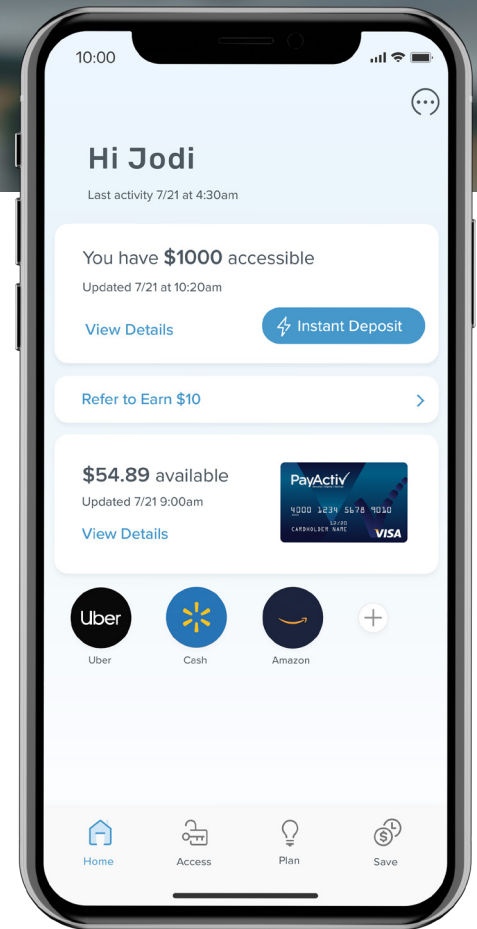 10:00
Hi Jodi
Last activity 7/21 at 4:30am
You have $1000 accessible
Updated 7/21 at 10:20am
View Details
Instant Deposit
Refer to Earn $10
$54.89 available
Updated 7/21 9:00am
View Details
PayActiv
4000 1234 5678 9010
12/20
CARDHOLDER NAME
VISA
Uber
Uber
Cash
Amazon
Home
Access
Plan
Save